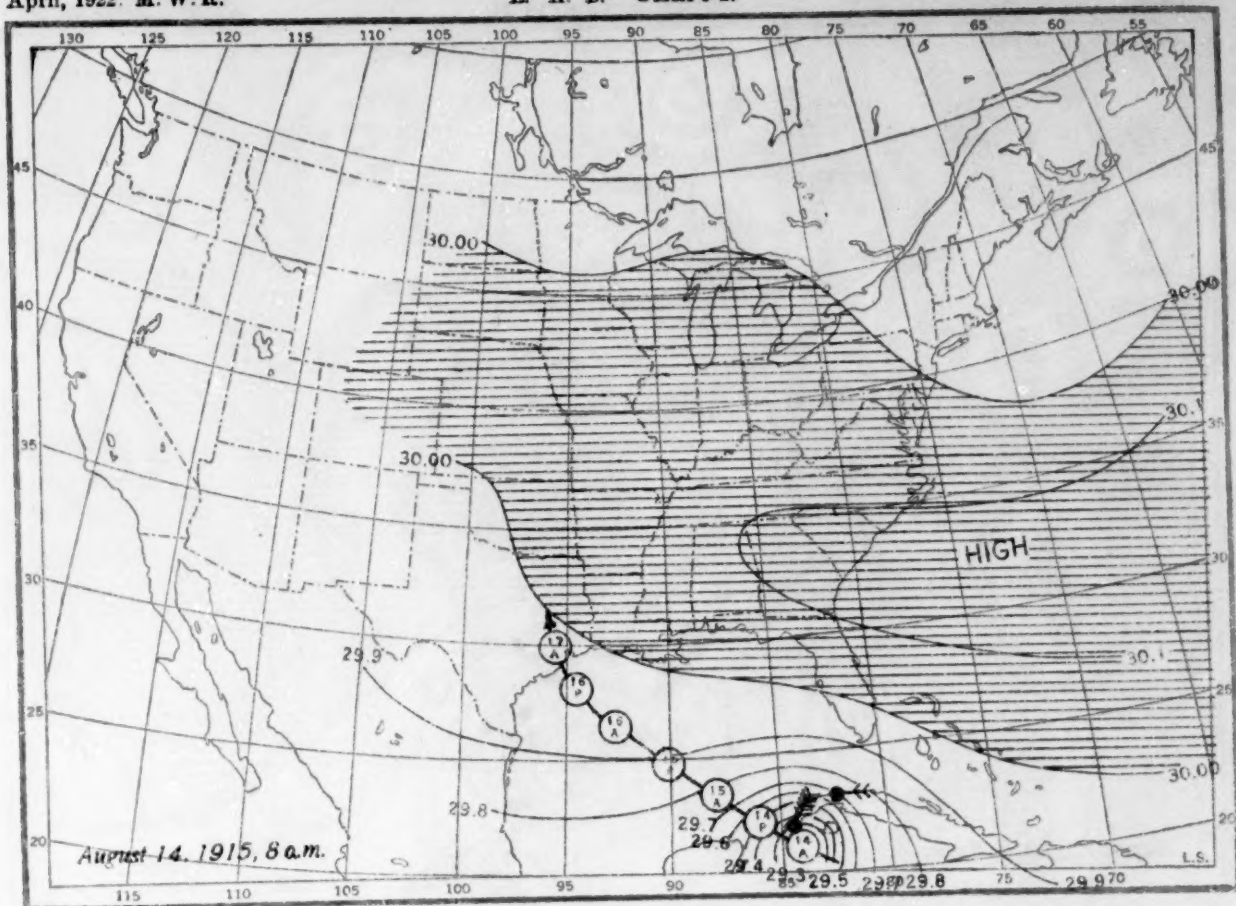 April, 1922. M. W. R.
130 125 120 115 110 105 100 95 90 85 80 75 70 65 60 55
45 45
30.00
40 30.00
30.1
35 30.00 35
HIGH
30 30
17 A
29.9 30.1
16 P
25 16 A 25
30.00
15 A
29.8 14 P
29.7
20 29.6 14 A 20
August 14, 1915, 8 a.m. 29.4 L.S.
29.3 29.5 29.7 29.8 29.9
115 110 105 100 95 90 85 80 75 70